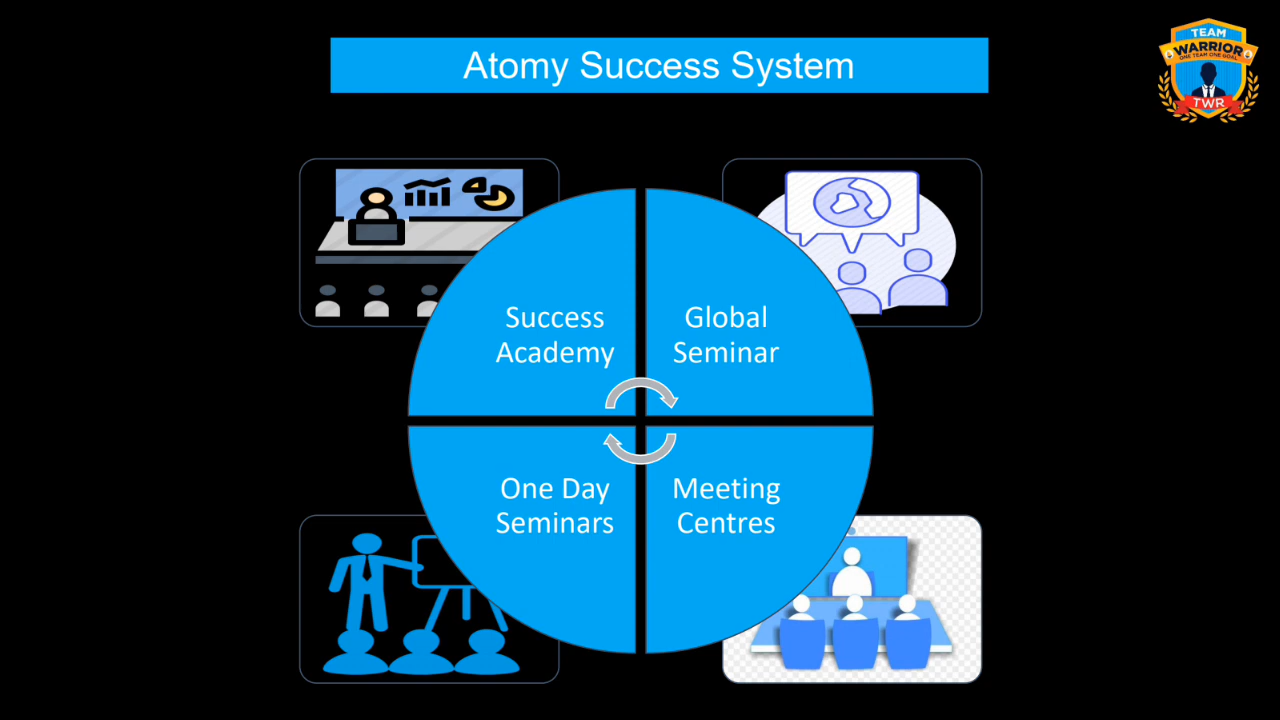 Atomy Success System
TEAM
WARRIOR
ONE TEAM ONE GOAL
TWR
Success
Academy
Global
Seminar
One Day
Seminars
Meeting
Centres